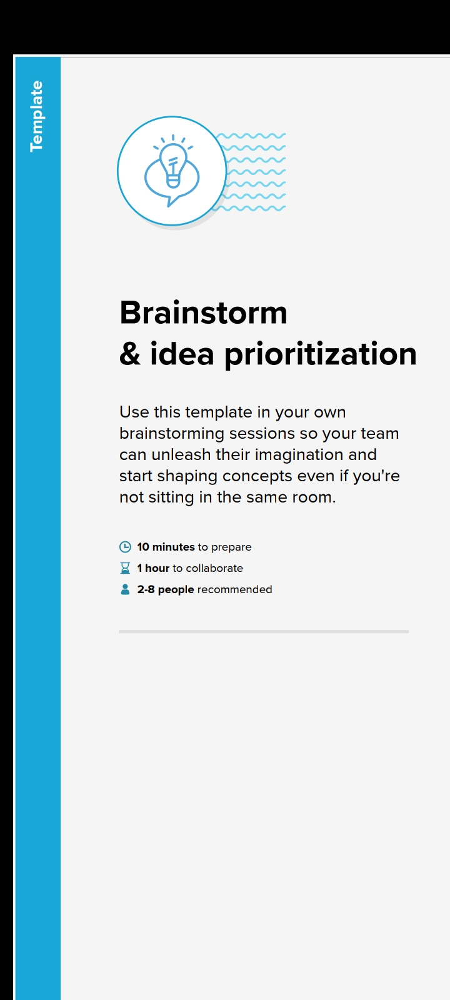 Template
Brainstorm
& idea prioritization
Use this template in your own
brainstorming sessions so your team
can unleash their imagination and
start shaping concepts even if you're
not sitting in the same room.
10 minutes to prepare
1 hour to collaborate
2-8 people recommended